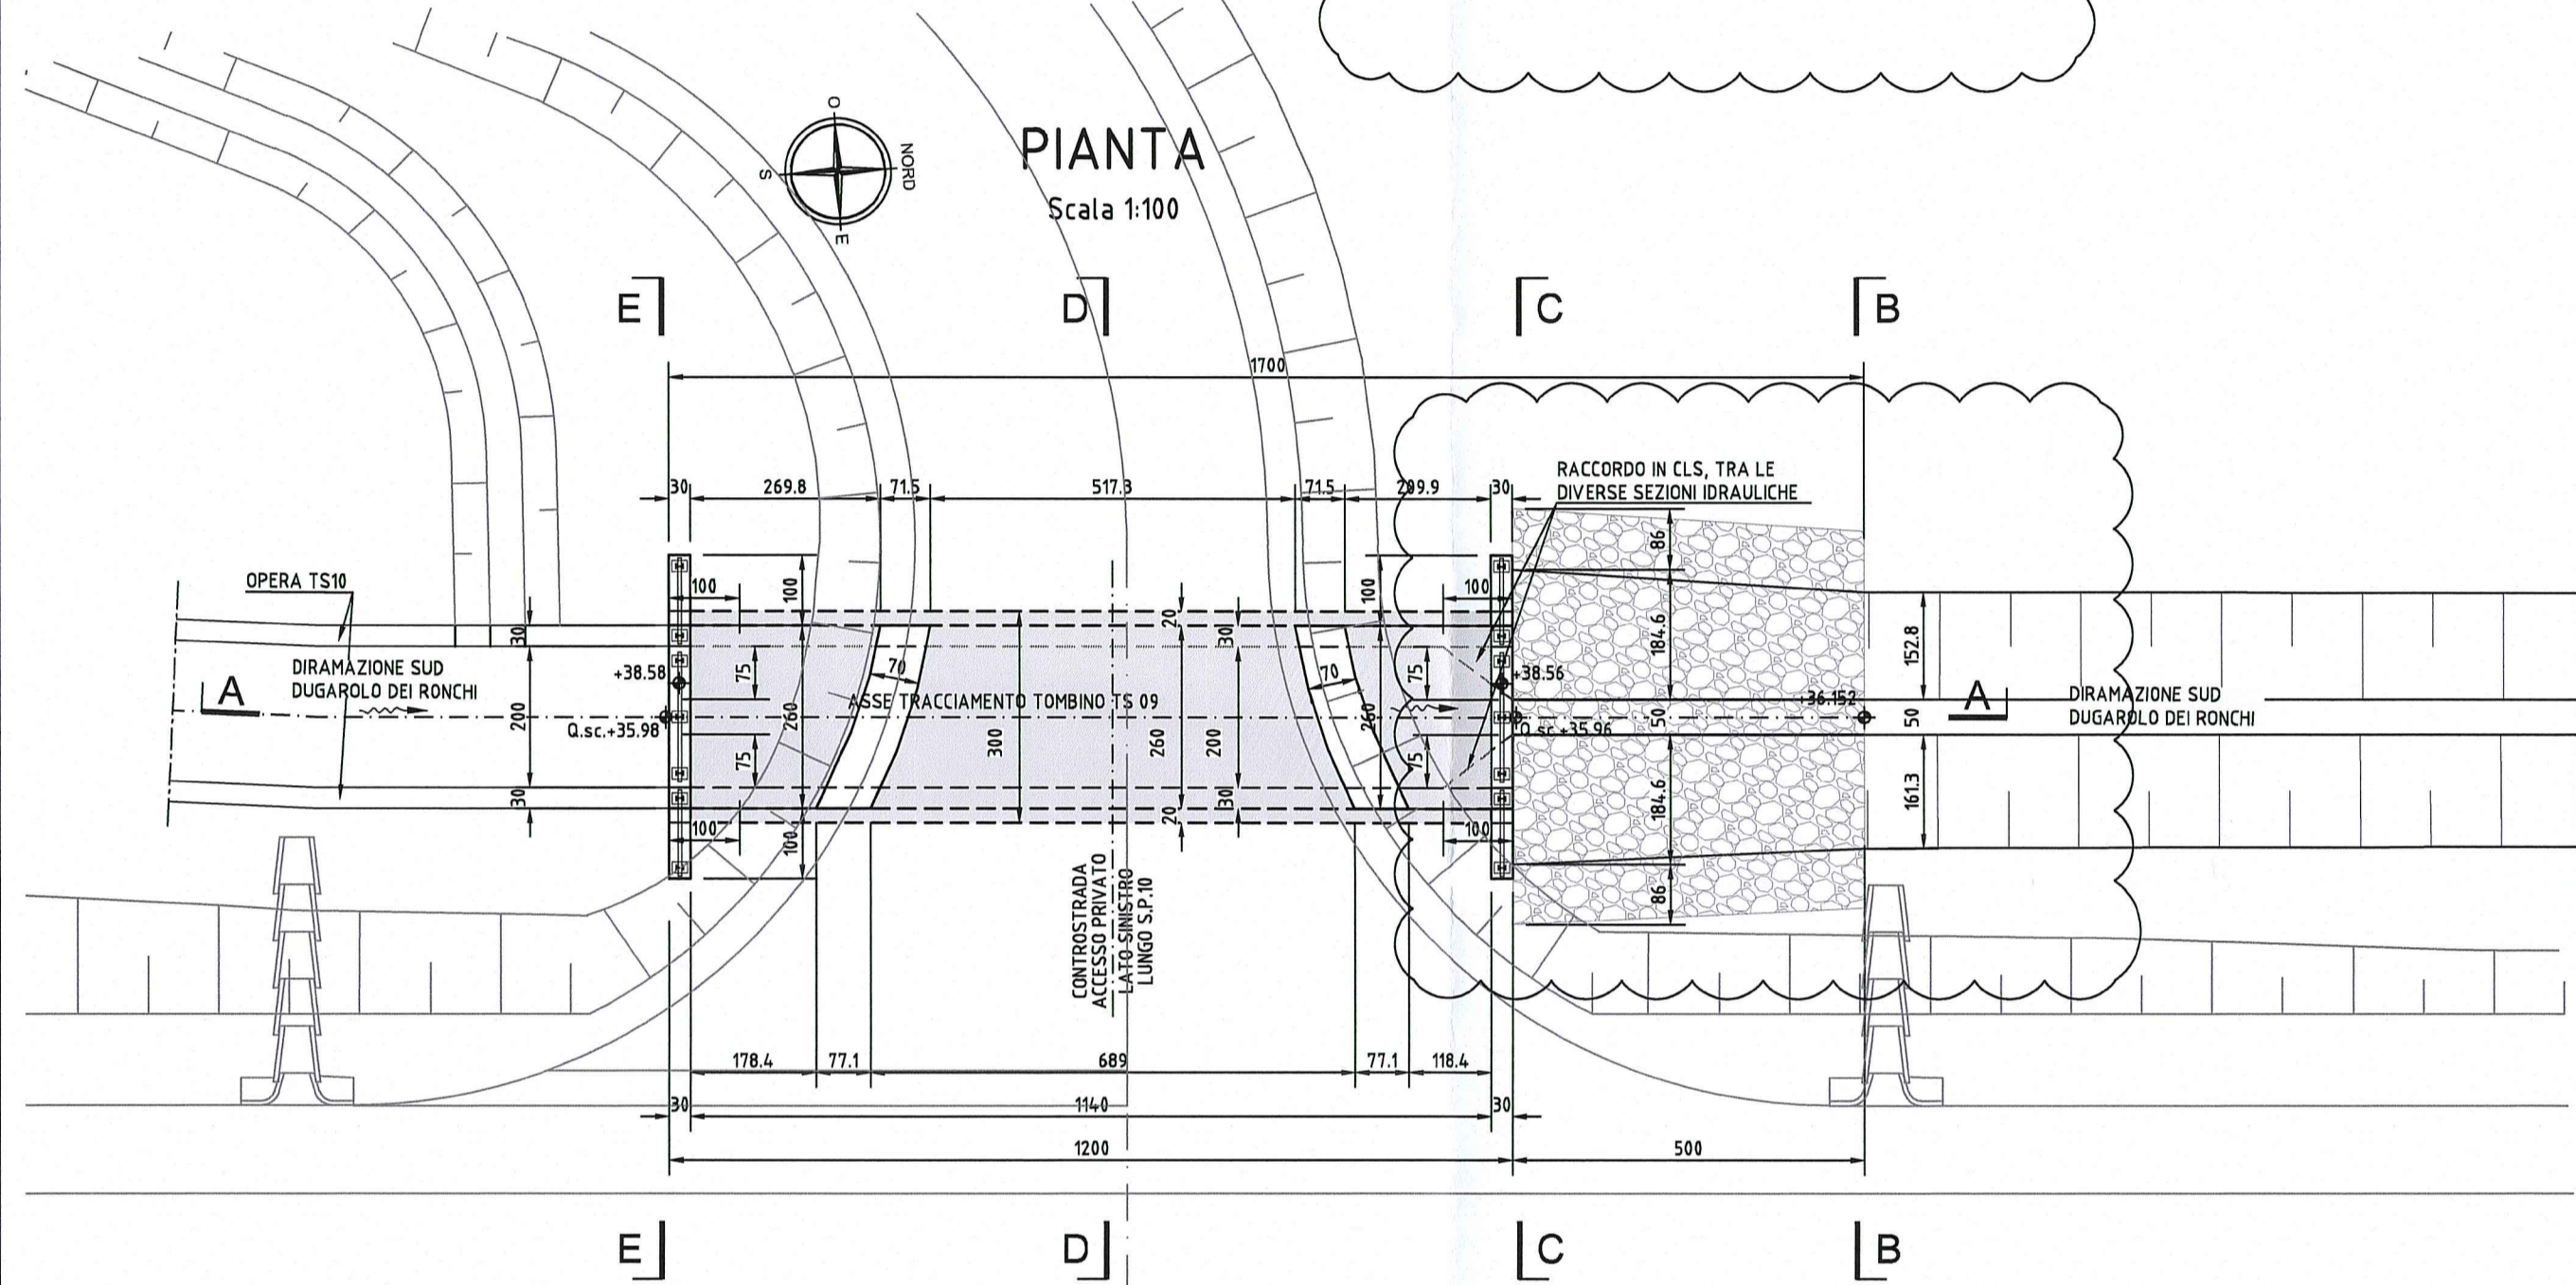 O
NORD
S
E
PIANTA
Scala 1:100
E
D
C
B
1700
30
269.8
71.5
517.3
71.5
209.9
30
RACCORDO IN CLS, TRA LE
DIVERSE SEZIONI IDRAULICHE
86
OPERA TS10
100
100
20
100
100
30
30
184.6
152.8
DIRAMAZIONE SUD
DUGAROLO DEI RONCHI
+38.58
75
70
70
75
+38.56
A
ASSE TRACCIAMENTO TOMBINO TS 09
+36.152
A
DIRAMAZIONE SUD
DUGAROLO DEI RONCHI
200
Q.sc.+35.98
260
300
260
200
260
Q.sc.+35.96
50
50
75
75
184.6
161.3
30
30
20
100
100
100
86
CONTROSTRADA
ACCESSO PRIVATO
LATO SINISTRO
LUNGO S.P.10
178.4
77.1
689
77.1
118.4
30
1140
30
1200
500
E
D
C
B